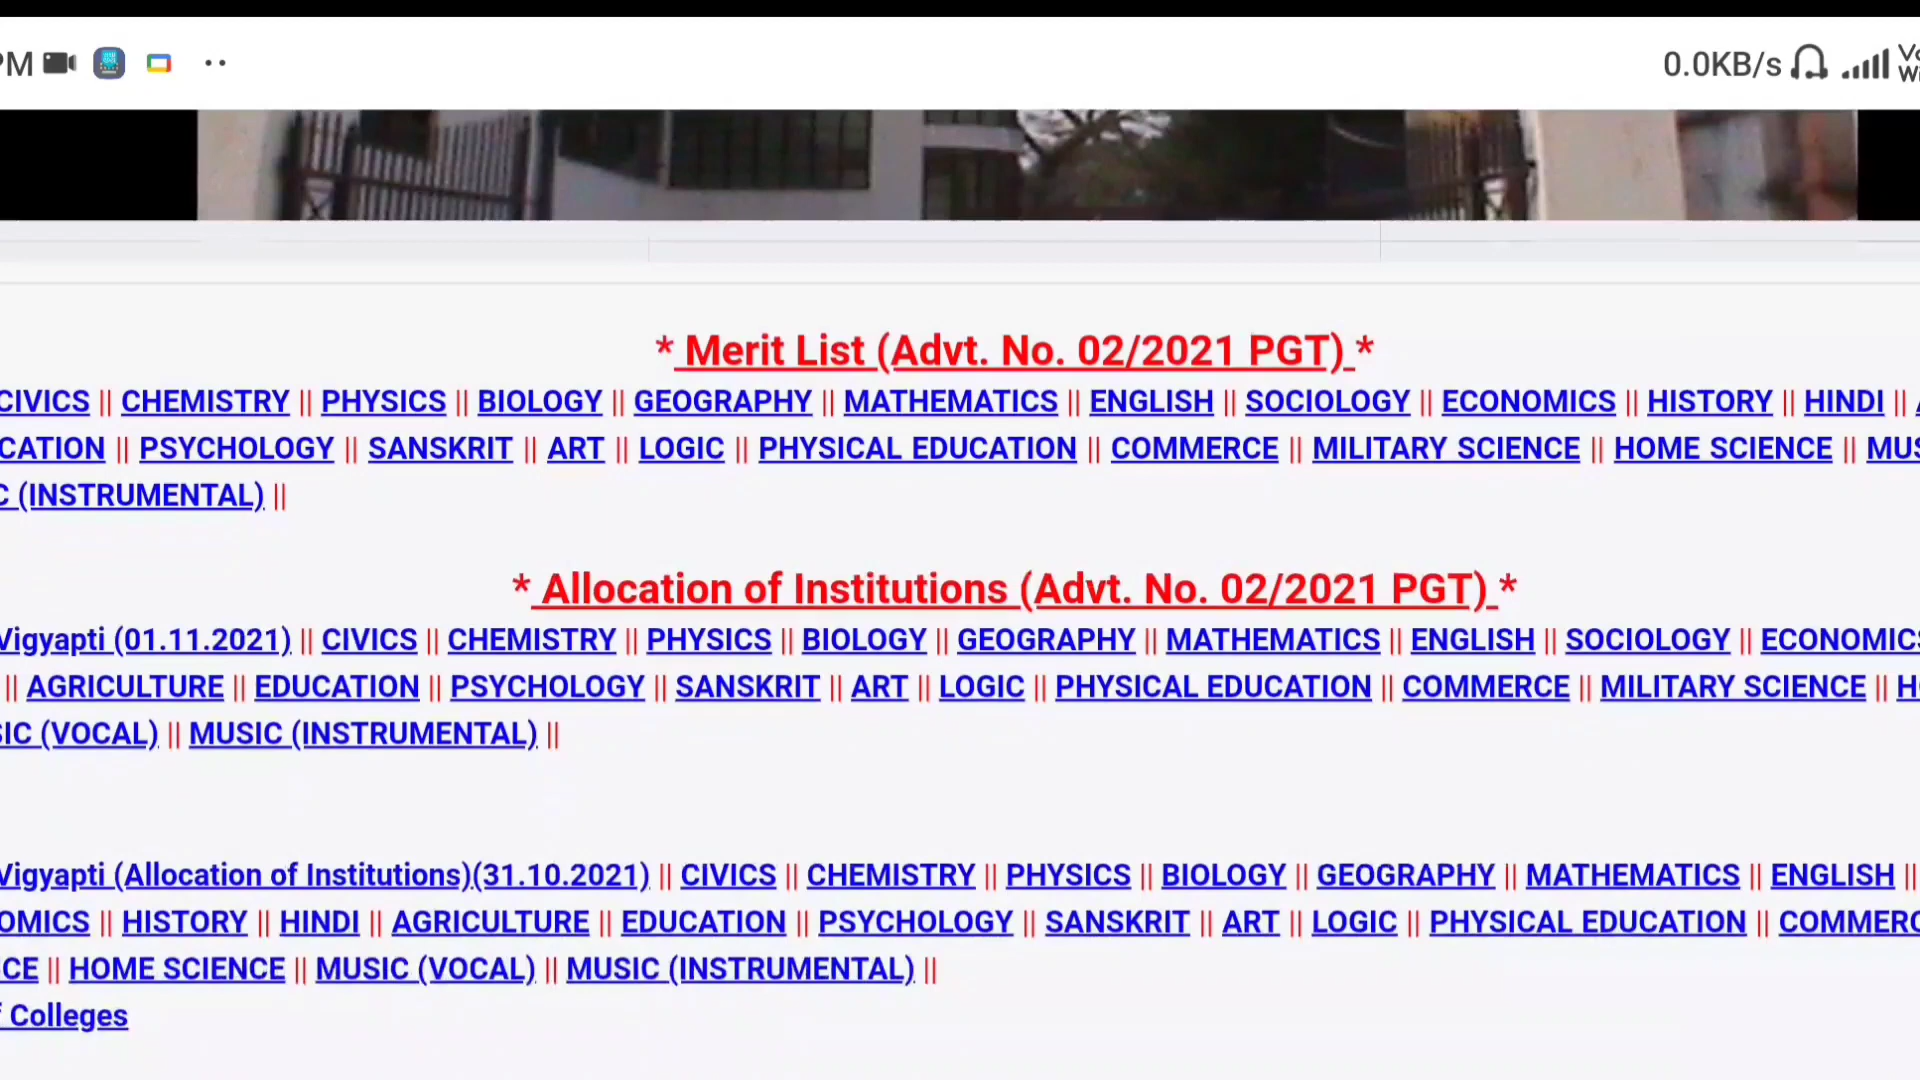 PM 0.0KB/s
* Merit List (Advt. No. 02/2021 PGT) *
CIVICS || CHEMISTRY || PHYSICS || BIOLOGY || GEOGRAPHY || MATHEMATICS || ENGLISH || SOCIOLOGY || ECONOMICS || HISTORY || HINDI ||
CATION || PSYCHOLOGY || SANSKRIT || ART || LOGIC || PHYSICAL EDUCATION || COMMERCE || MILITARY SCIENCE || HOME SCIENCE || MUS
C (INSTRUMENTAL) ||
* Allocation of Institutions (Advt. No. 02/2021 PGT) *
Vigyapti (01.11.2021) || CIVICS || CHEMISTRY || PHYSICS || BIOLOGY || GEOGRAPHY || MATHEMATICS || ENGLISH || SOCIOLOGY || ECONOMICS
|| AGRICULTURE || EDUCATION || PSYCHOLOGY || SANSKRIT || ART || LOGIC || PHYSICAL EDUCATION || COMMERCE || MILITARY SCIENCE || H
SIC (VOCAL) || MUSIC (INSTRUMENTAL) ||
Vigyapti (Allocation of Institutions)(31.10.2021) || CIVICS || CHEMISTRY || PHYSICS || BIOLOGY || GEOGRAPHY || MATHEMATICS || ENGLISH ||
OMICS || HISTORY || HINDI || AGRICULTURE || EDUCATION || PSYCHOLOGY || SANSKRIT || ART || LOGIC || PHYSICAL EDUCATION || COMMERC
CE || HOME SCIENCE || MUSIC (VOCAL) || MUSIC (INSTRUMENTAL) ||
Colleges